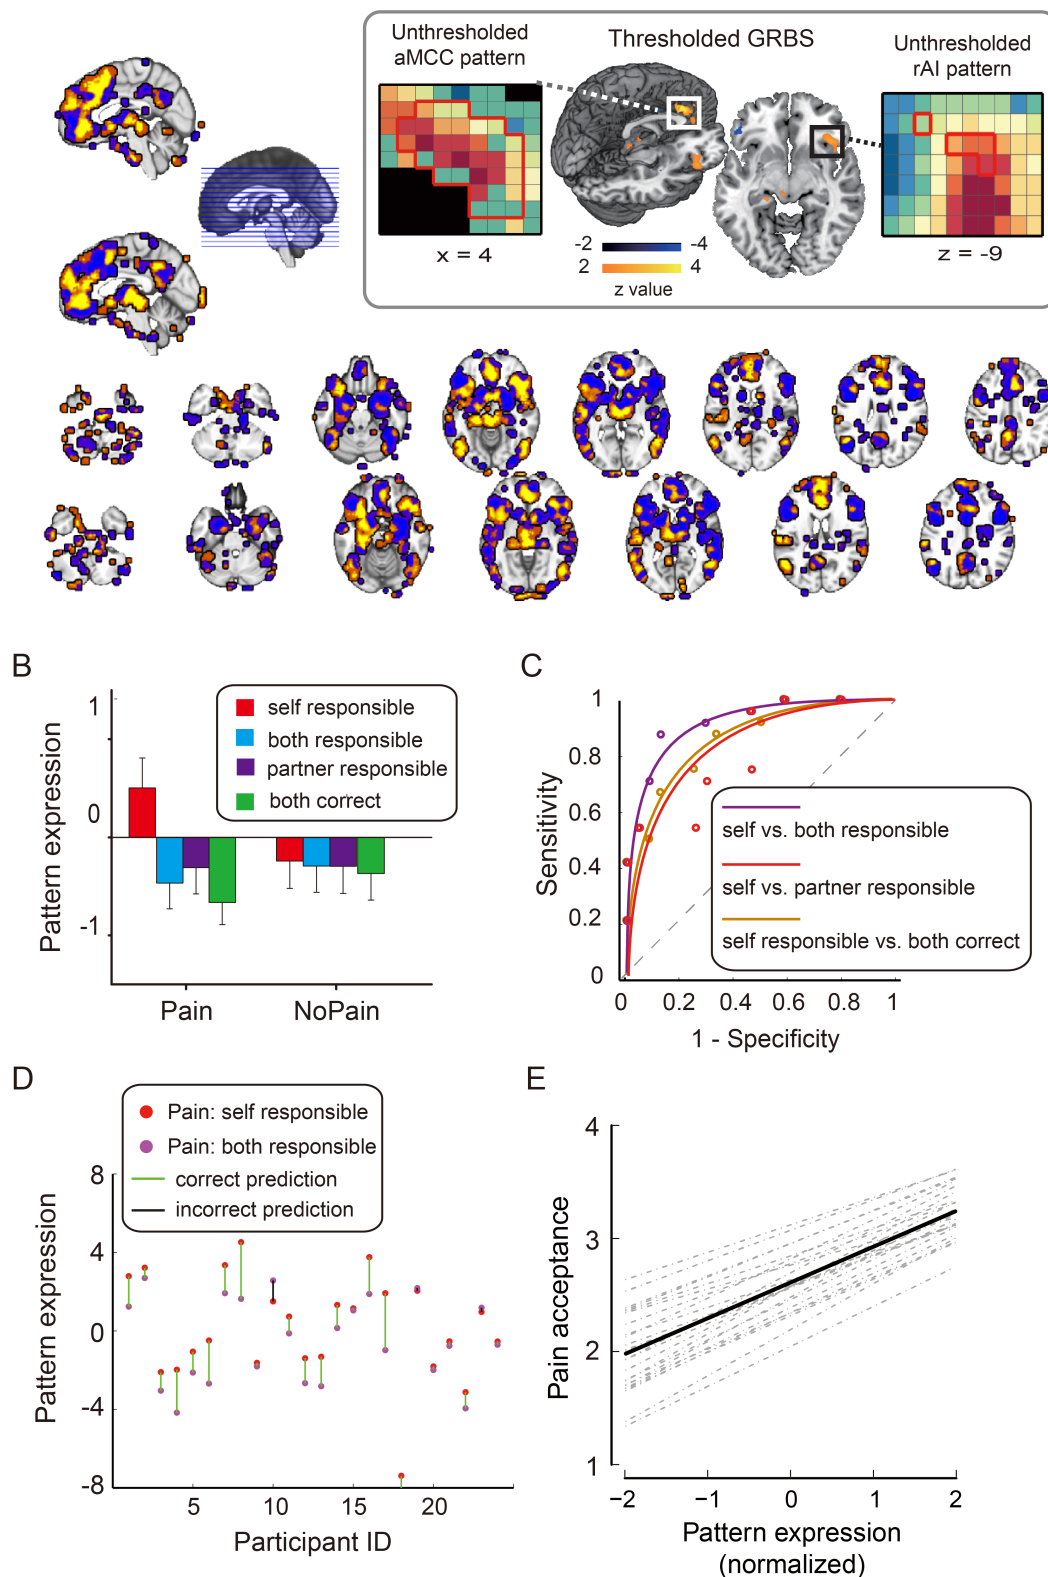 Unthresholded
aMCC pattern
Thresholded GRBS
Unthresholded
rAI pattern
x = 4
-2
-4
2
4
z value
z = -9
B
self responsible
both responsible
partner responsible
both correct
1
0
-1
Pattern expression
Pain
NoPain
C
1
0.8
0.6
0.4
0.2
0
Sensitivity
self vs. both responsible
self vs. partner responsible
self responsible vs. both correct
0
0.2
0.4
0.6
0.8
1
1 - Specificity
D
Pain: self responsible
Pain: both responsible
correct prediction
incorrect prediction
8
4
0
-4
-8
Pattern expression
5
10
15
20
Participant ID
E
4
3
2
1
Pain acceptance
−2
−1
0
1
2
Pattern expression
(normalized)